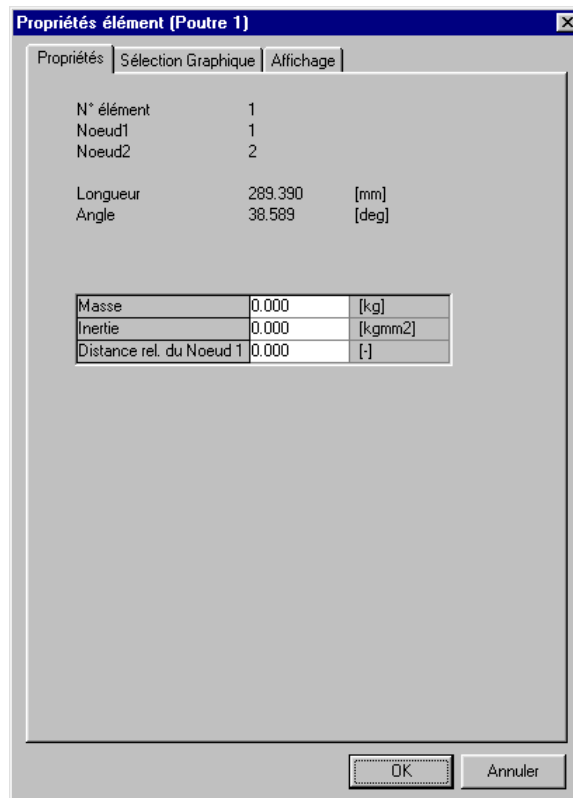 Propriétés élément (Poutre 1)
Propriétés Sélection Graphique Affichage
N° élément 1
Noeud1 1
Noeud2 2
Longueur 289.390 [mm]
Angle 38.589 [deg]
Masse 0.000 [kg]
Inertie 0.000 [kgmm2]
Distance rel. du Noeud 1 0.000 [-]
OK Annuler